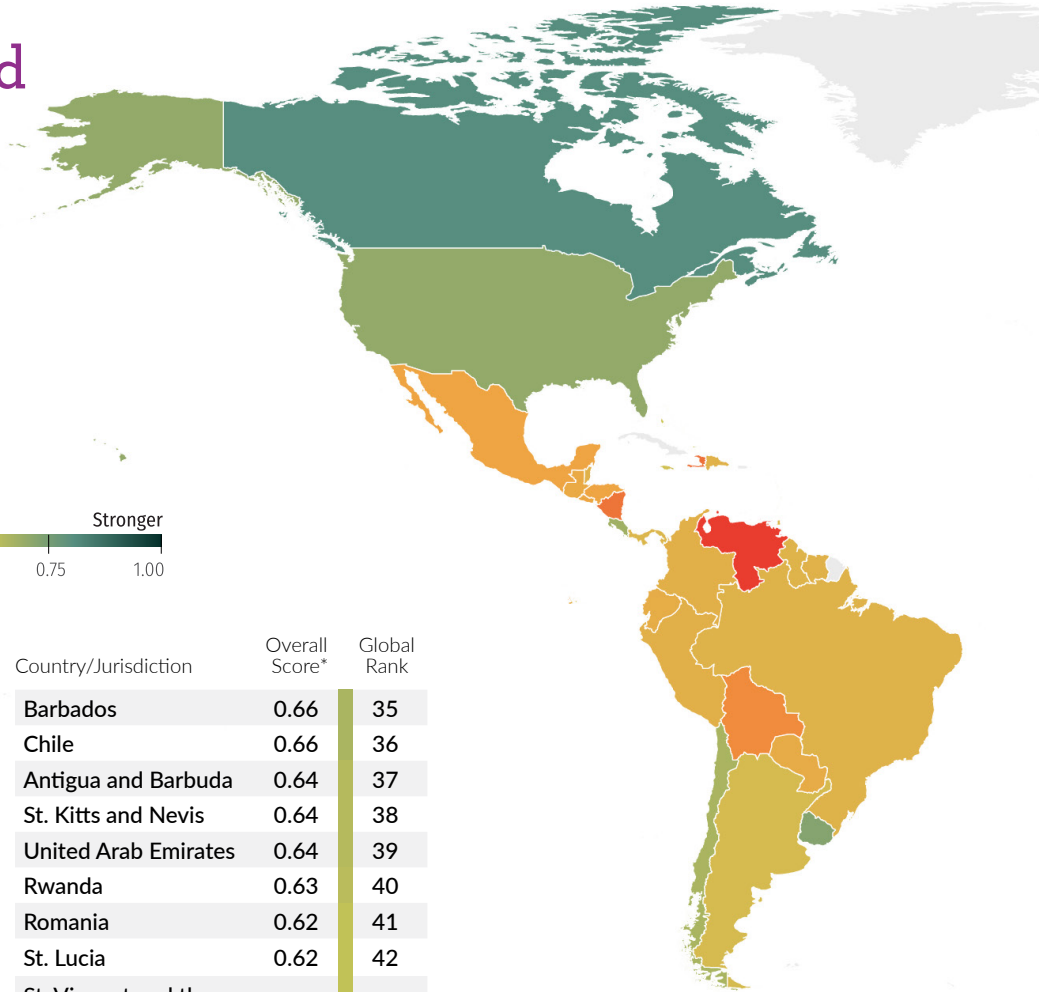 d
Stronger
0.75 1.00
Overall Global
Country/Jurisdiction Score* Rank
Barbados 0.66 35
Chile 0.66 36
Antigua and Barbuda 0.64 37
St. Kitts and Nevis 0.64 38
United Arab Emirates 0.64 39
Rwanda 0.63 40
Romania 0.62 41
St. Lucia 0.62 42